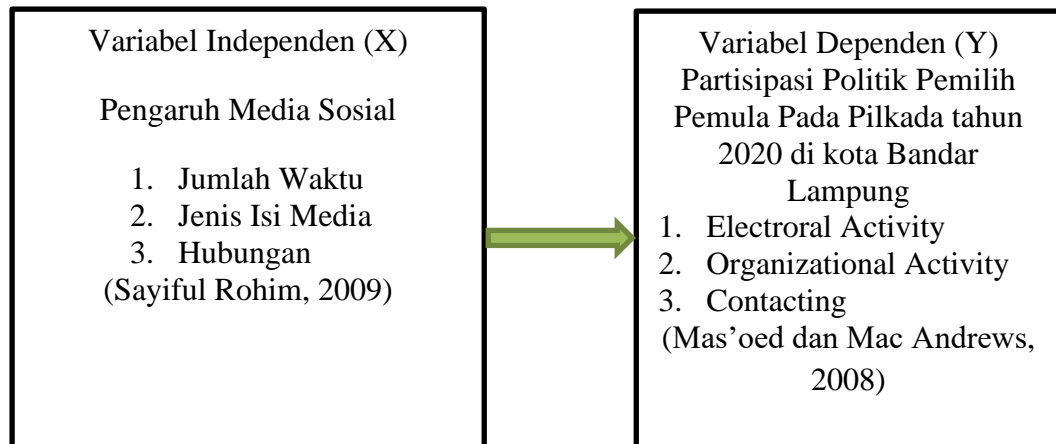 Variabel Independen (X)
Pengaruh Media Sosial
1. Jumlah Waktu
2. Jenis Isi Media
3. Hubungan
(Sayiful Rohim, 2009)
Variabel Dependen (Y)
Partisipasi Politik Pemilih
Pemula Pada Pilkada tahun
2020 di kota Bandar
Lampung
1. Electroral Activity
2. Organizational Activity
3. Contacting
(Mas’oed dan Mac Andrews,
2008)